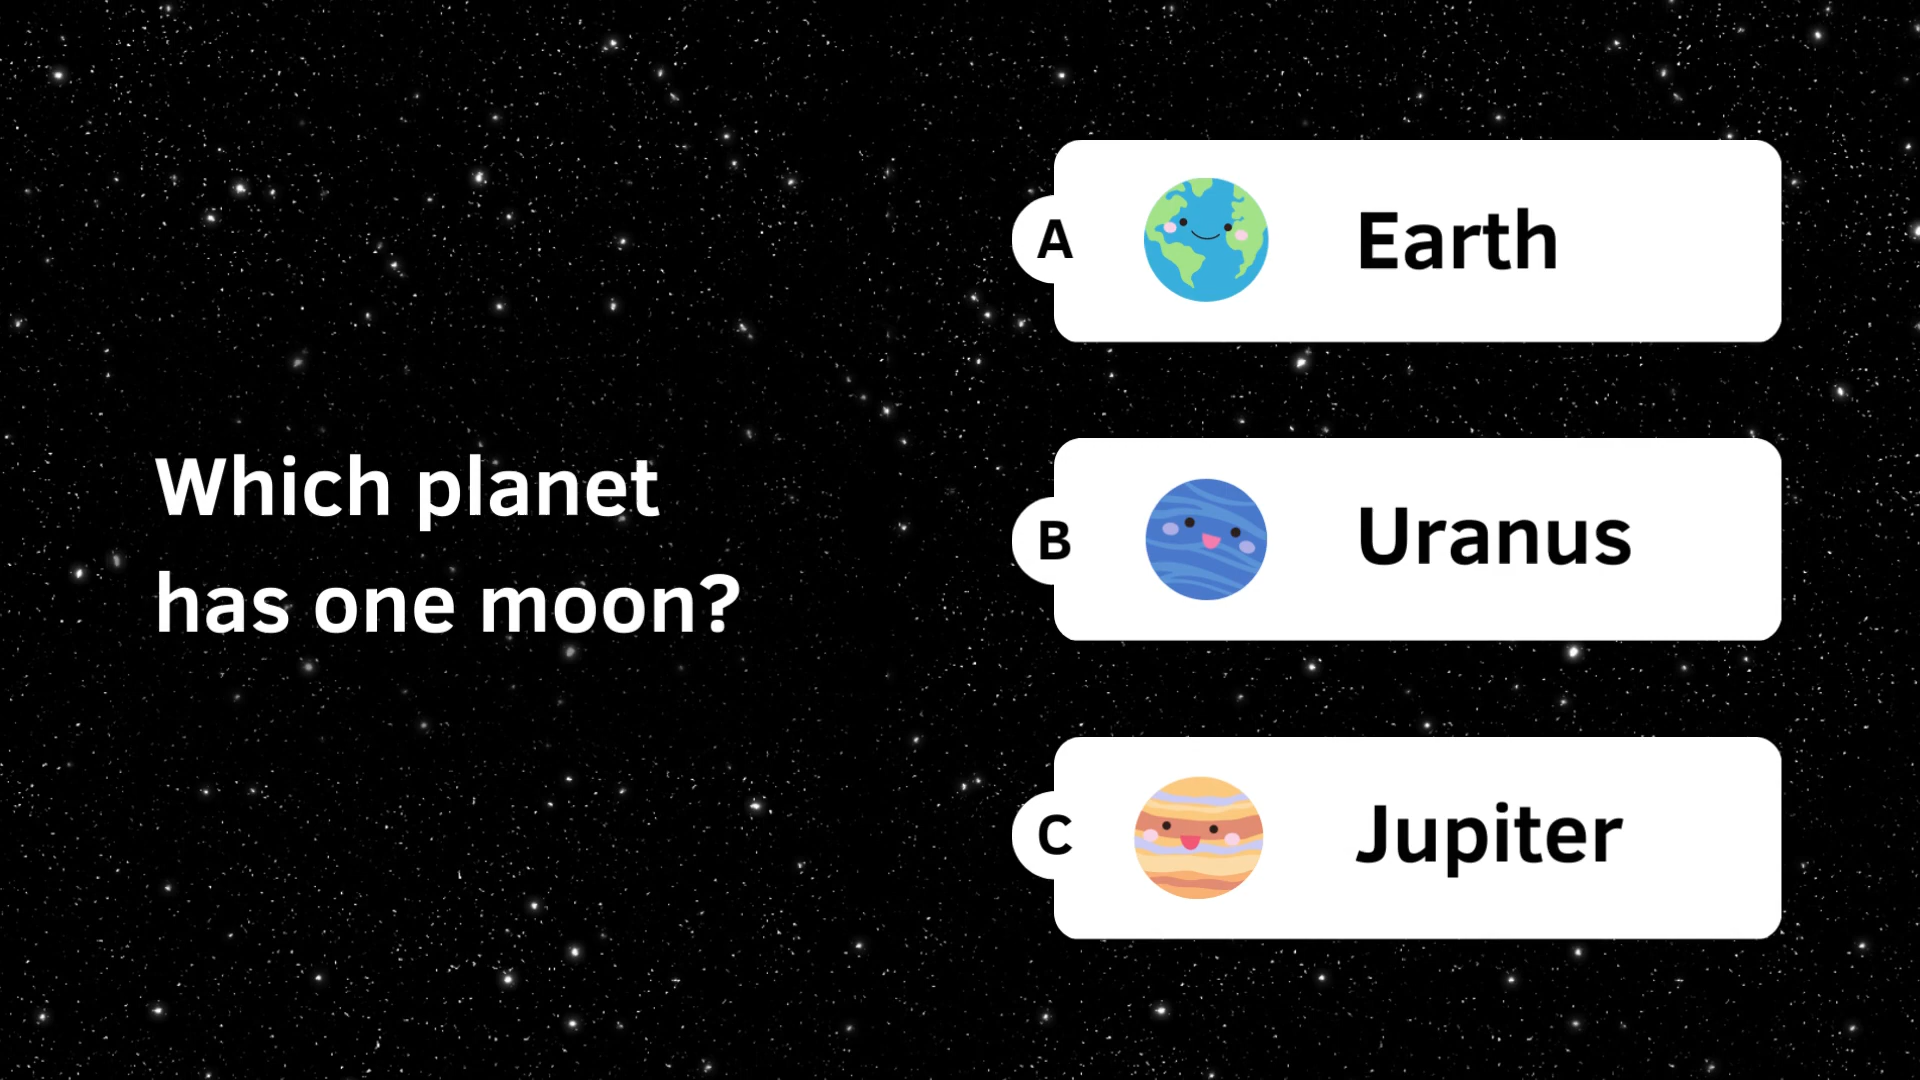 Which planet
has one moon?
A
Earth
B
Uranus
C
Jupiter